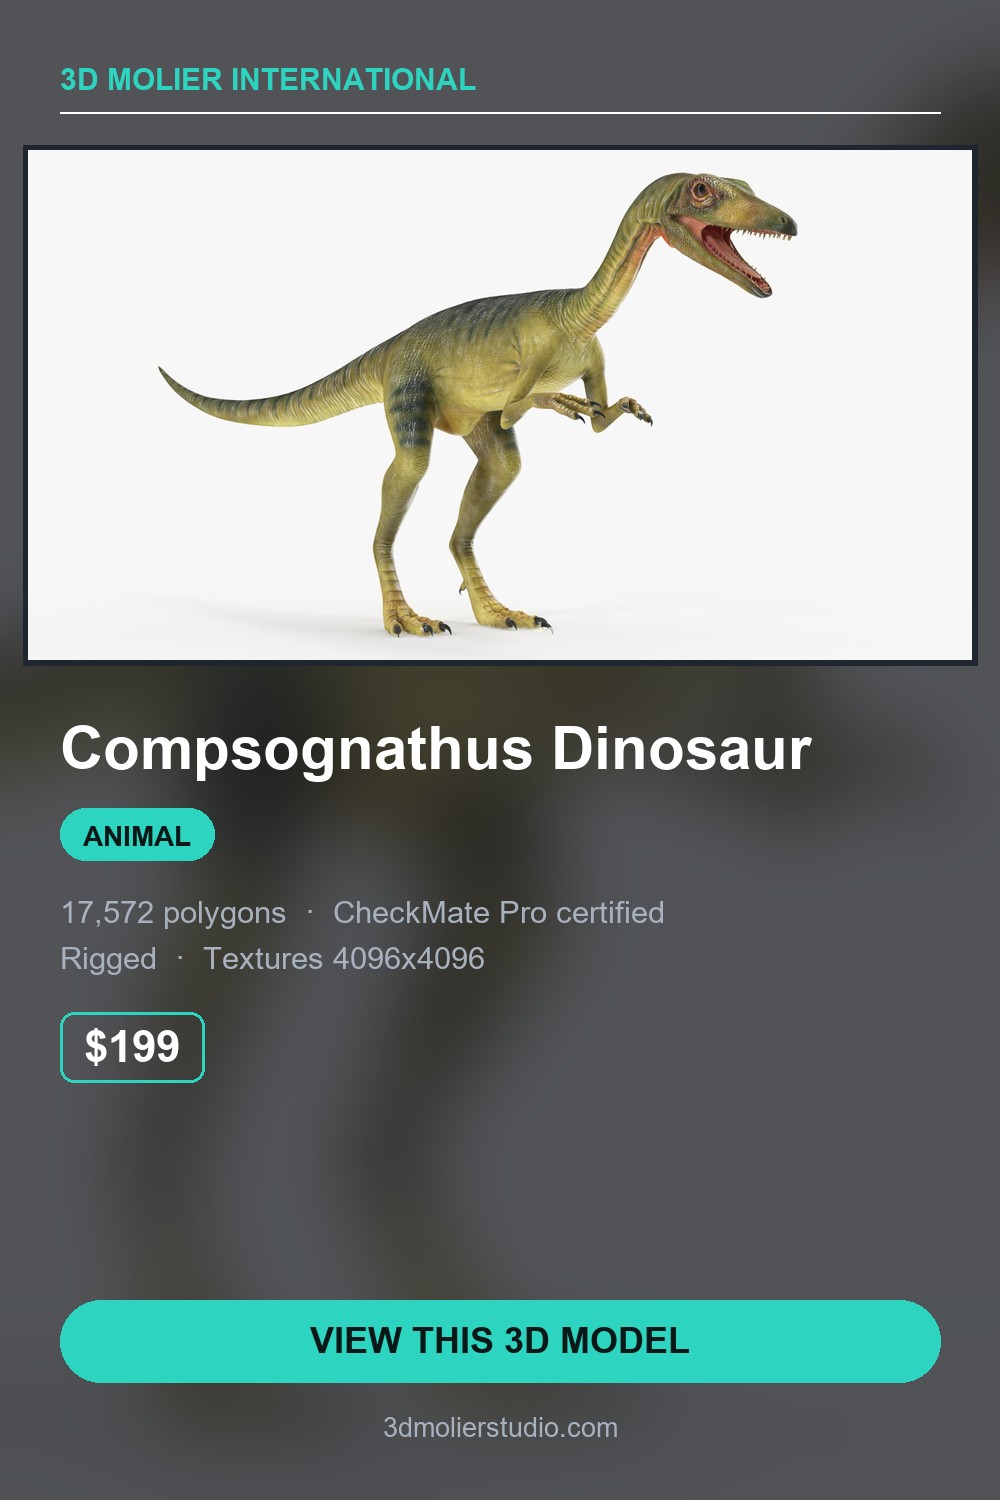 3D MOLIER INTERNATIONAL
Compsognathus Dinosaur
ANIMAL
17,572 polygons · CheckMate Pro certified
Rigged · Textures 4096x4096
$199
VIEW THIS 3D MODEL
3dmolierstudio.com